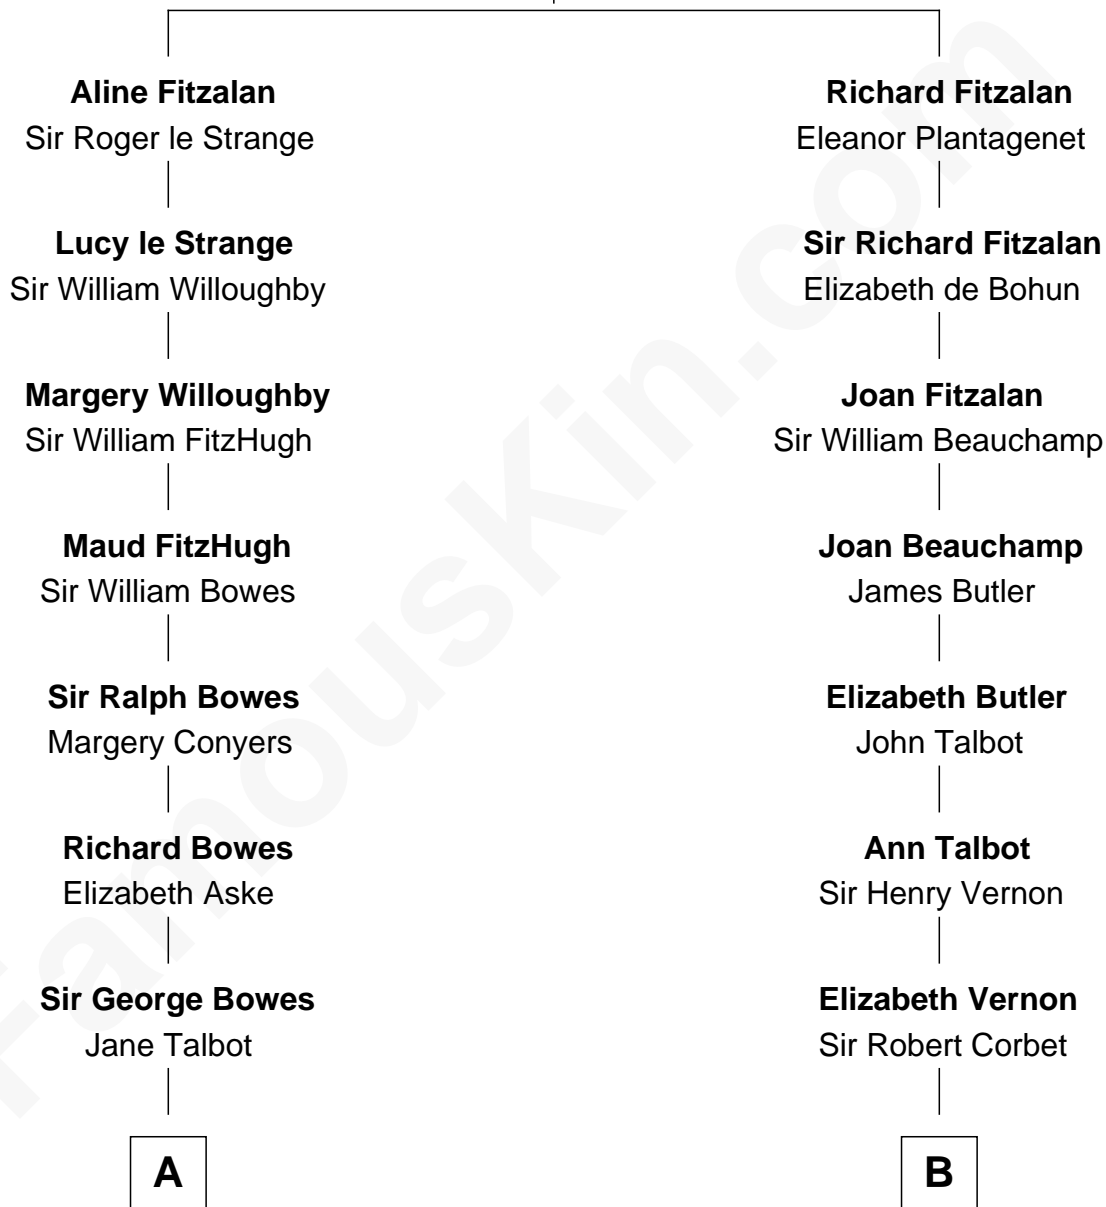 Aline Fitzalan
Sir Roger le Strange
Richard Fitzalan
Eleanor Plantagenet
Lucy le Strange
Sir William Willoughby
Sir Richard Fitzalan
Elizabeth de Bohun
Margery Willoughby
Sir William FitzHugh
Joan Fitzalan
Sir William Beauchamp
Maud FitzHugh
Sir William Bowes
Joan Beauchamp
James Butler
Sir Ralph Bowes
Margery Conyers
Elizabeth Butler
John Talbot
Richard Bowes
Elizabeth Aske
Ann Talbot
Sir Henry Vernon
Sir George Bowes
Jane Talbot
Elizabeth Vernon
Sir Robert Corbet
A
B
FamousKin.com